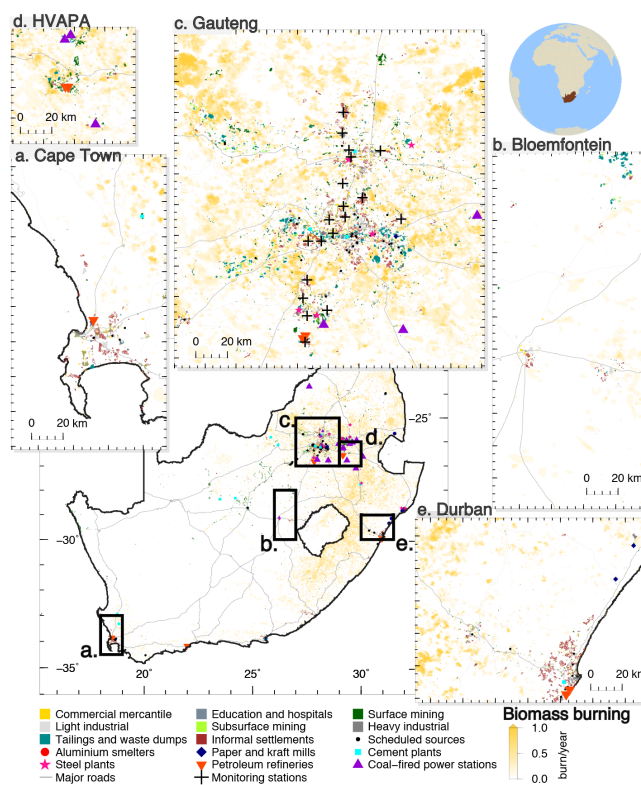 d. HVAPA
0 20 km
c. Gauteng
0 20 km
a. Cape Town
0 20 km
b. Bloemfontein
0 20 km
c.
d.
b.
e.
a.
−25°
−30°
−35°
20°
25°
30°
e. Durban
0 20 km
Commercial mercantile
Light industrial
Tailings and waste dumps
Aluminium smelters
Steel plants
Major roads
Education and hospitals
Subsurface mining
Informal settlements
Paper and kraft mills
Petroleum refineries
Monitoring stations
Surface mining
Heavy industrial
Scheduled sources
Cement plants
Coal-fired power stations
Biomass burning
1.0
0.5
0.0
burn/year